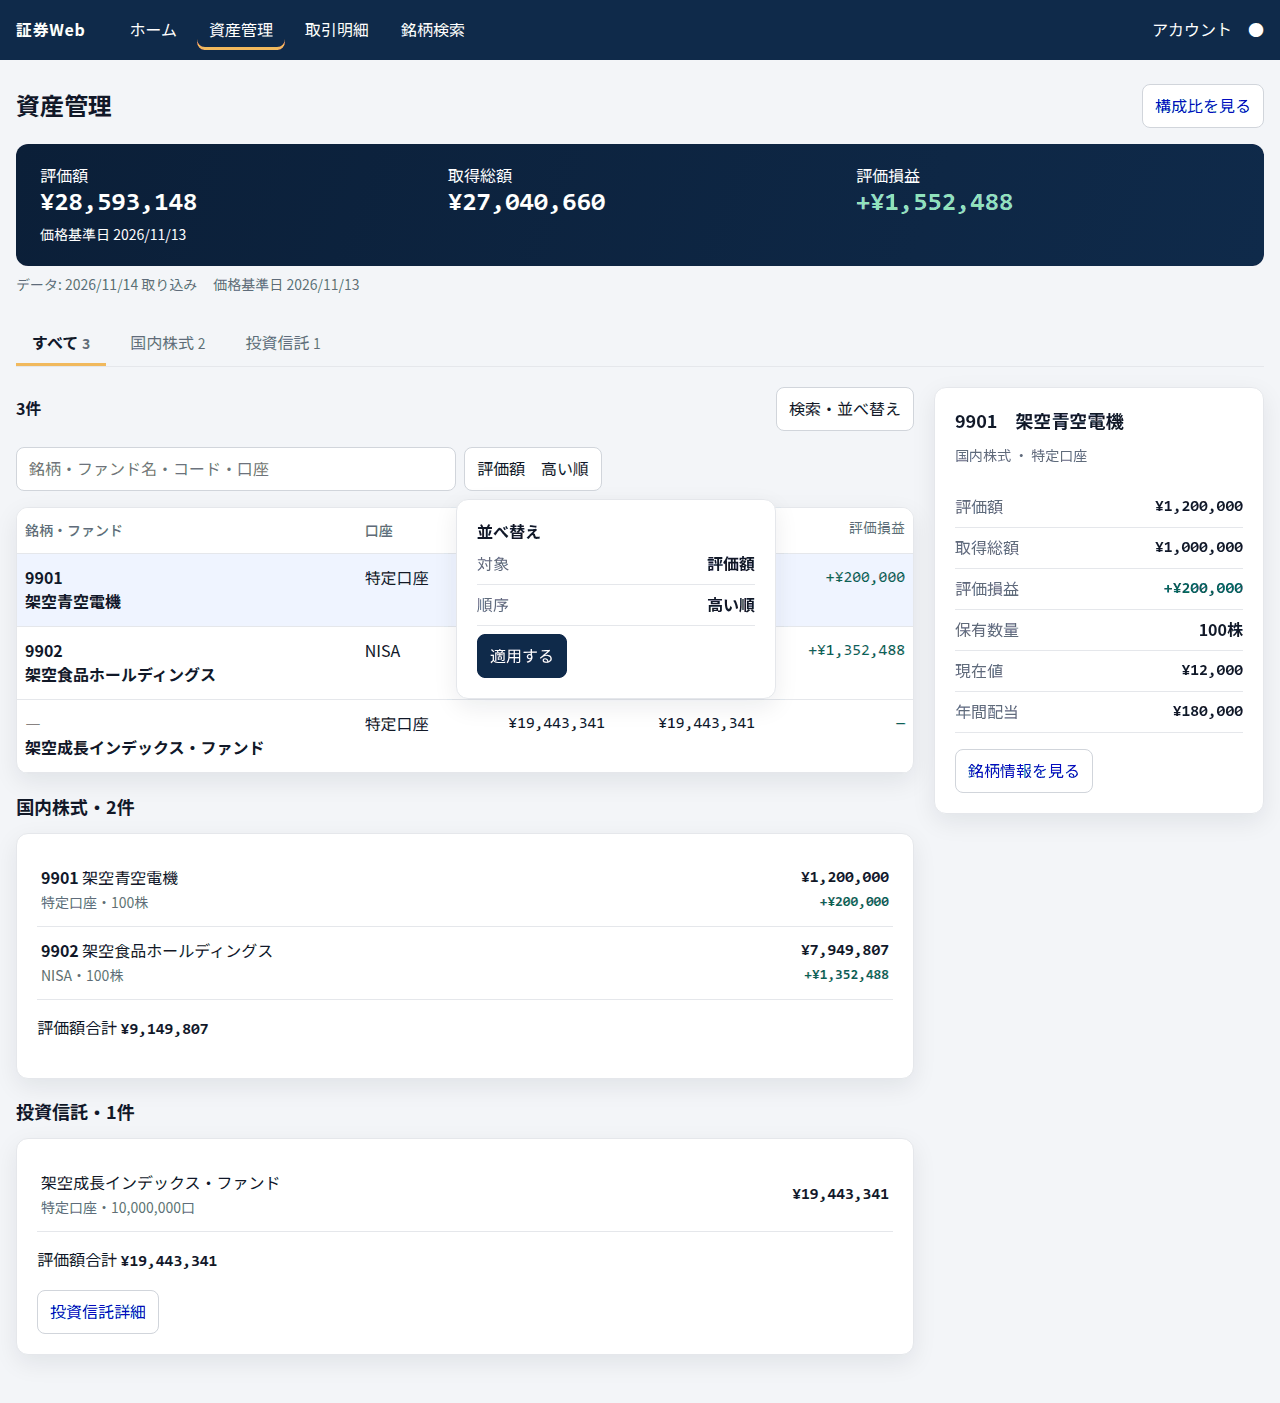 証券Web ホーム 資産管理 取引明細 銘柄検索 アカウント
資産管理 構成比を見る
評価額 取得総額 評価損益
¥28,593,148 ¥27,040,660 +¥1,552,488
価格基準日 2026/11/13
データ: 2026/11/14 取り込み 価格基準日 2026/11/13
すべて 3 国内株式 2 投資信託 1
3件 検索・並べ替え
銘柄・ファンド名・コード・口座 評価額 高い順
銘柄・ファンド 口座 評価損益
9901 特定口座 +¥200,000
架空青空電機
9902 NISA +¥1,352,488
架空食品ホールディングス
— 特定口座 ¥19,443,341 ¥19,443,341 —
架空成長インデックス・ファンド
並べ替え
対象 評価額
順序 高い順
適用する
国内株式・2件
9901 架空青空電機 ¥1,200,000
特定口座・100株 +¥200,000
9902 架空食品ホールディングス ¥7,949,807
NISA・100株 +¥1,352,488
評価額合計 ¥9,149,807
投資信託・1件
架空成長インデックス・ファンド ¥19,443,341
特定口座・10,000,000口
評価額合計 ¥19,443,341
投資信託詳細
9901 架空青空電機
国内株式 ・ 特定口座
評価額 ¥1,200,000
取得総額 ¥1,000,000
評価損益 +¥200,000
保有数量 100株
現在値 ¥12,000
年間配当 ¥180,000
銘柄情報を見る